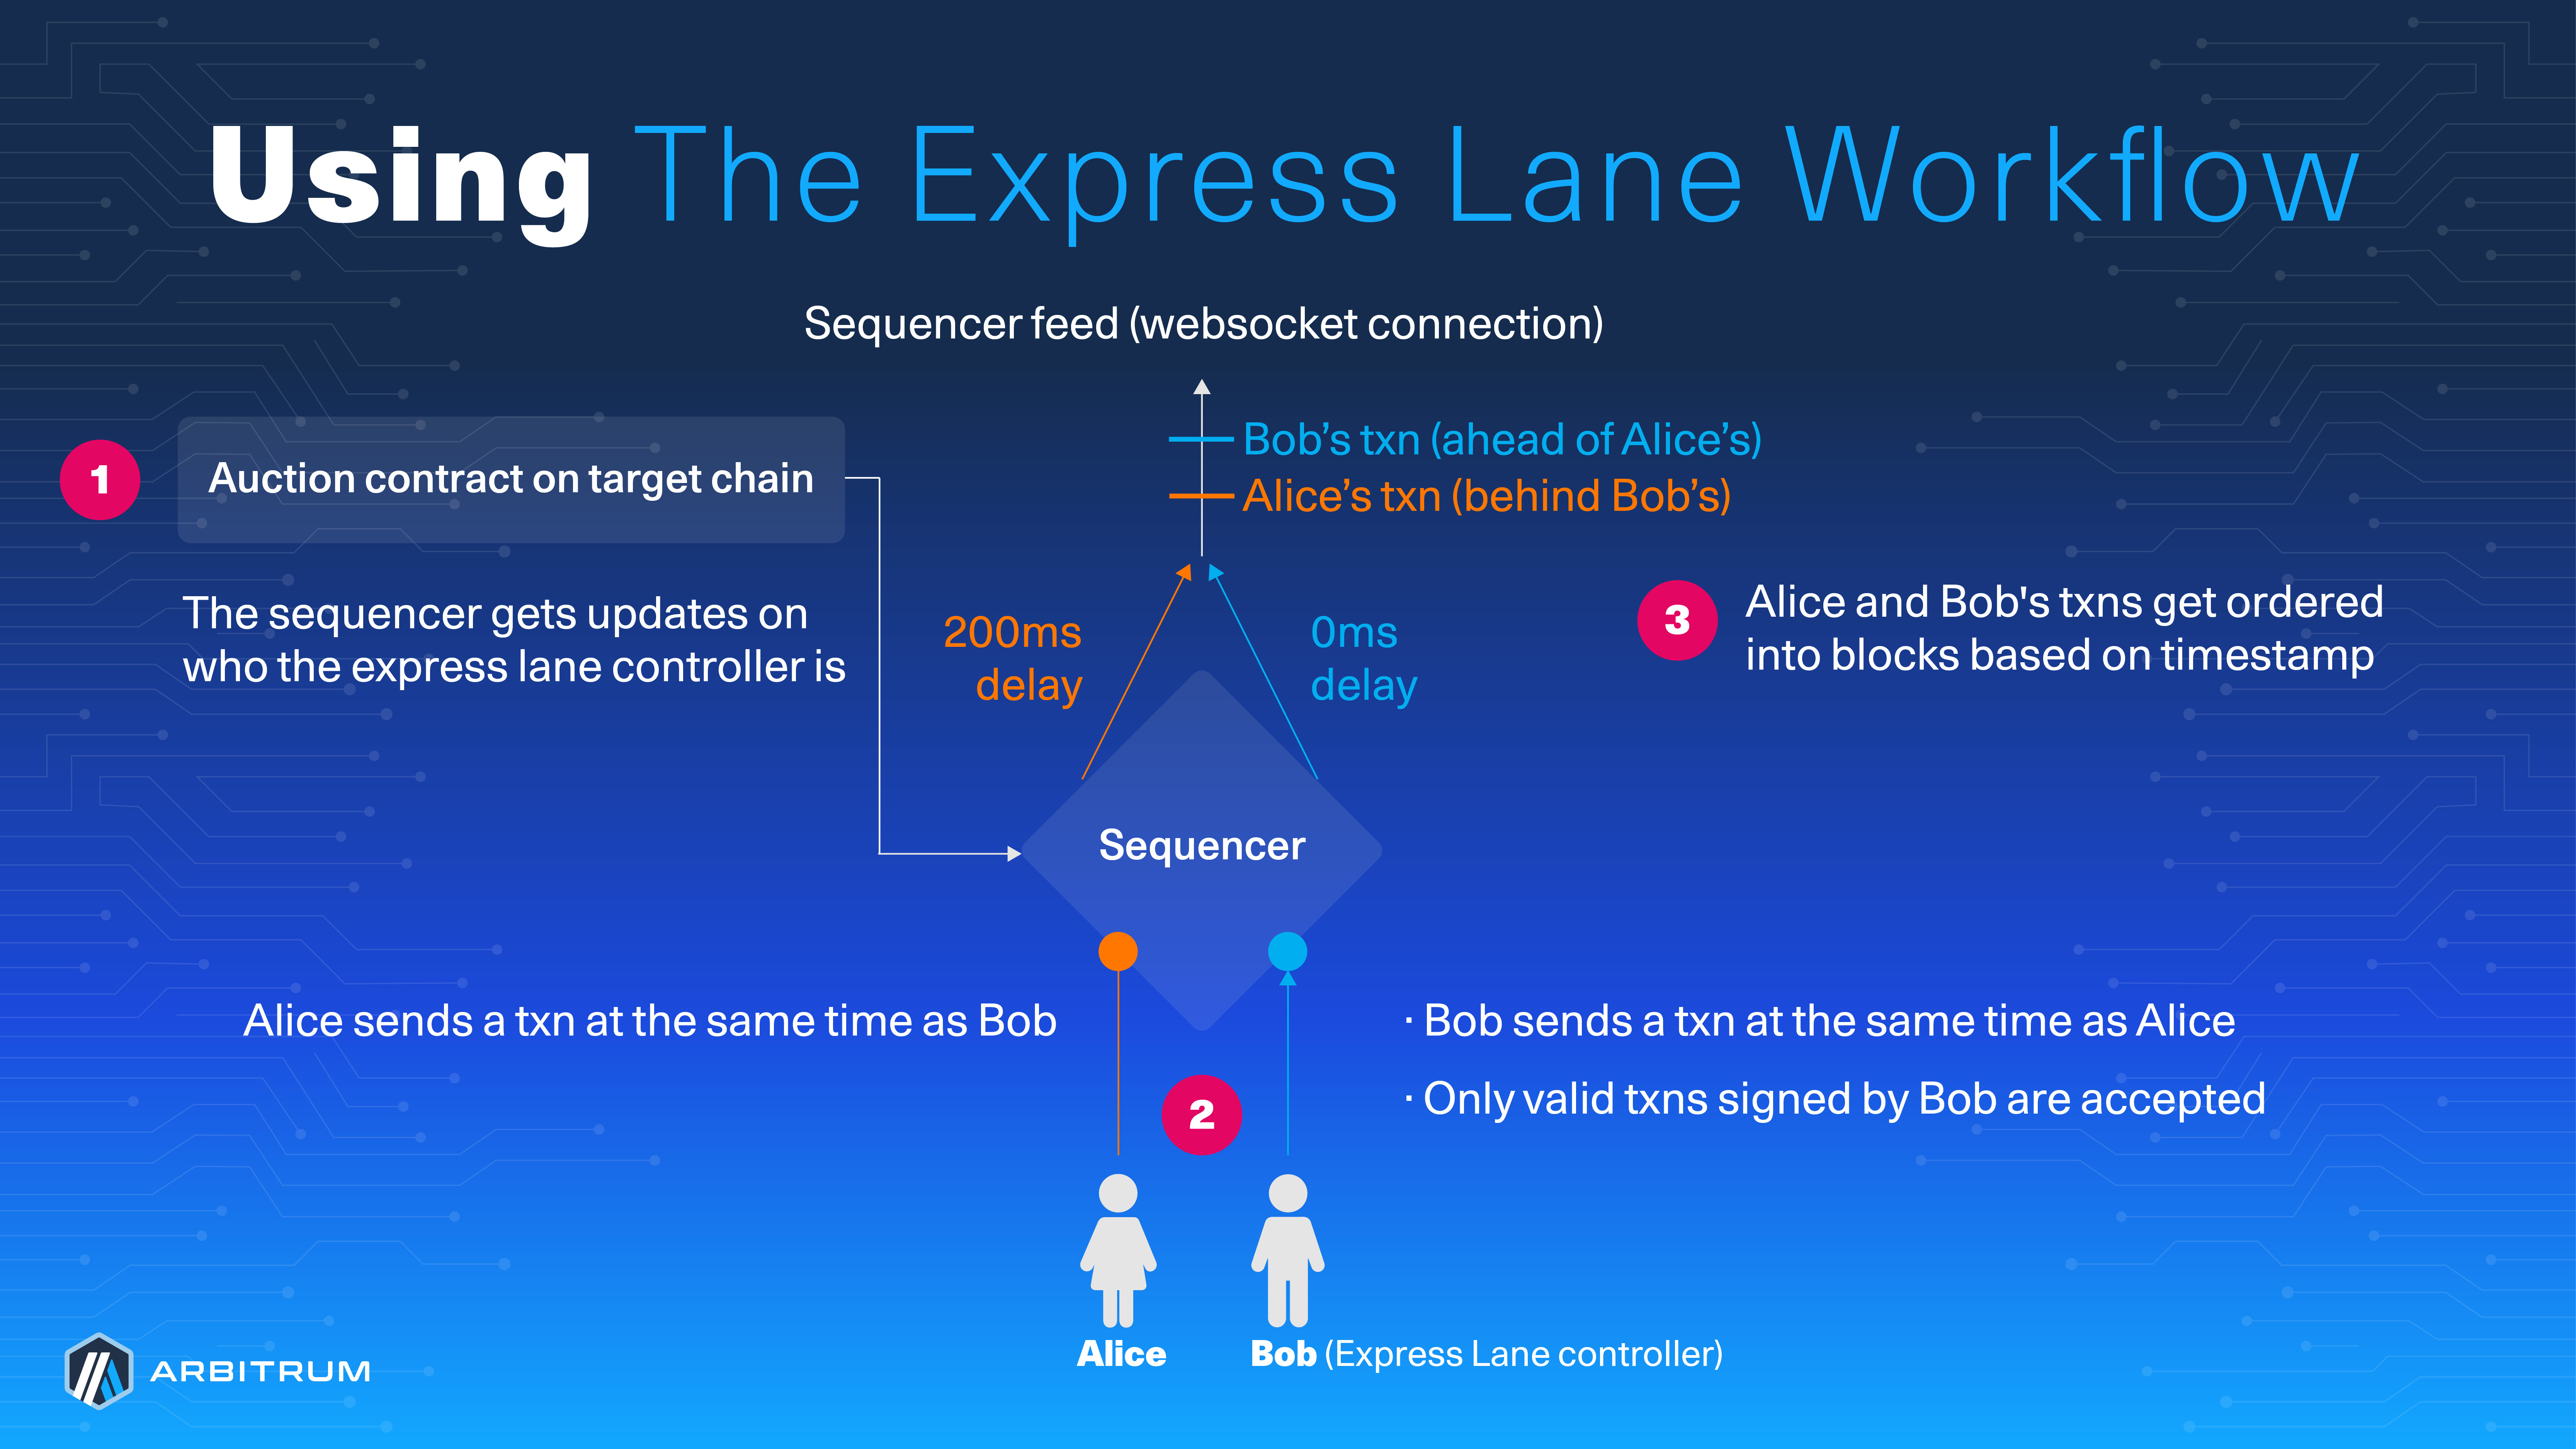 Using The Express Lane Workflow
Sequencer feed (websocket connection)
Bob’s txn (ahead of Alice’s)
Alice’s txn (behind Bob’s)
1
Auction contract on target chain
The sequencer gets updates on
who the express lane controller is
200ms
delay
0ms
delay
3
Alice and Bob's txns get ordered
into blocks based on timestamp
Sequencer
Alice sends a txn at the same time as Bob
· Bob sends a txn at the same time as Alice
· Only valid txns signed by Bob are accepted
2
Alice
Bob (Express Lane controller)
ARBITRUM